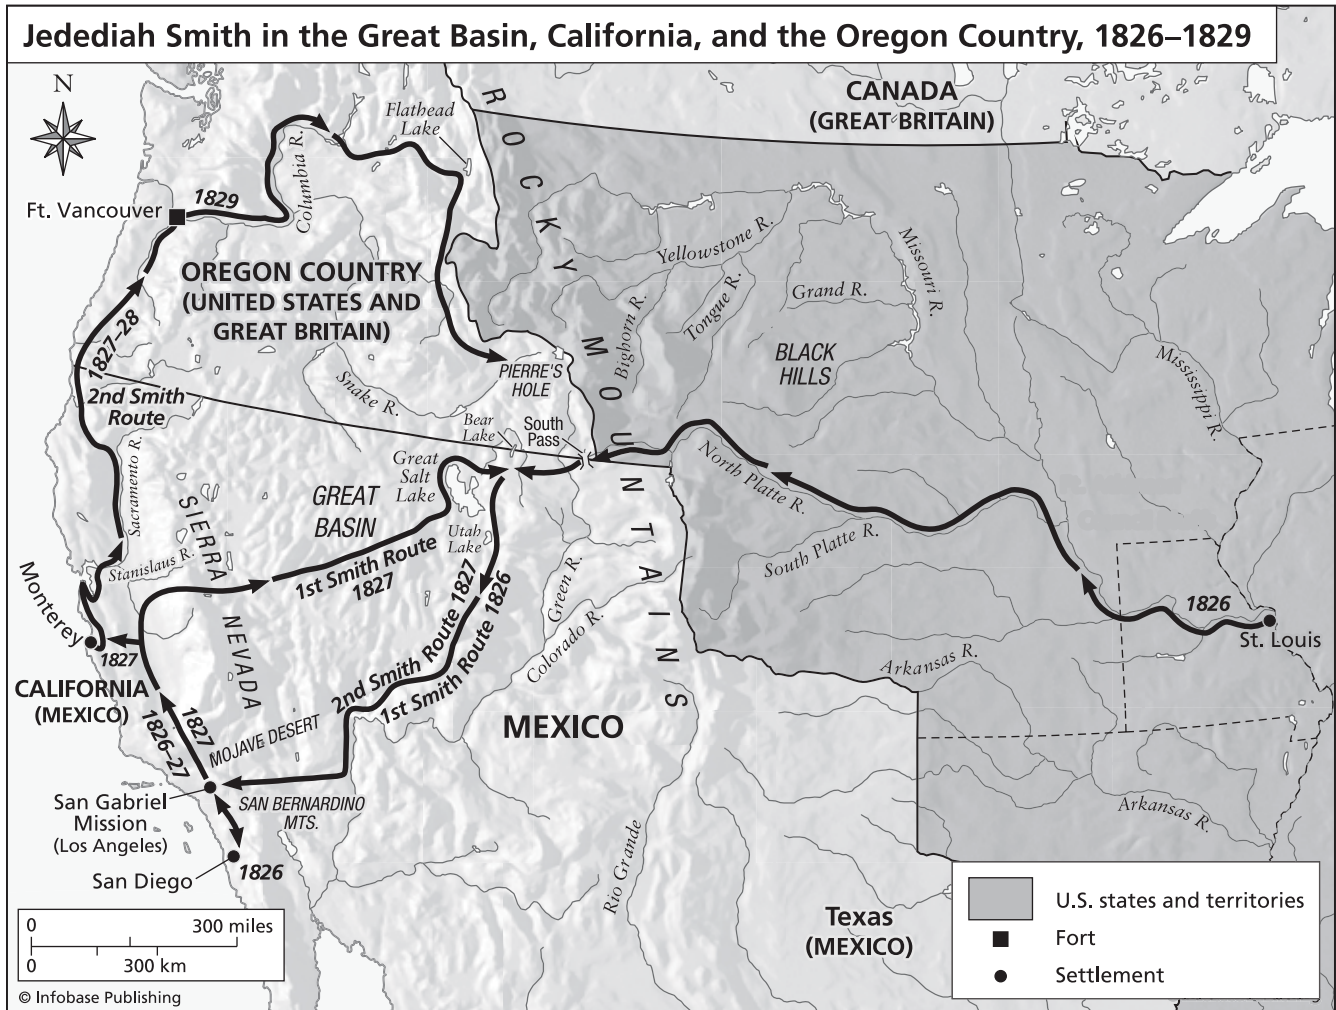 Jedediah Smith in the Great Basin, California, and the Oregon Country, 1826–1829
N
CANADA
(GREAT BRITAIN)
Flathead
Lake
ROCKY MOUNTAINS
Columbia R.
1829
Ft. Vancouver
OREGON COUNTRY
(UNITED STATES AND
GREAT BRITAIN)
Yellowstone R.
Missouri R.
Bighorn R.
Tongue R.
Grand R.
BLACK
HILLS
Mississippi R.
1827–28
2nd Smith
Route
PIERRE'S
HOLE
Snake R.
Bear
Lake
South
Pass
Great
Salt
Lake
North Platte R.
South Platte R.
Sacramento R.
SIERRA NEVADA
GREAT
BASIN
Utah
Lake
Stanislaus R.
1st Smith Route
1827
2nd Smith Route 1827
1st Smith Route 1826
Green R.
Colorado R.
Monterey
1827
1826
St. Louis
Arkansas R.
CALIFORNIA
(MEXICO)
1827
1826–27
MOJAVE DESERT
MEXICO
San Gabriel
Mission
(Los Angeles)
SAN BERNARDINO
MTS.
Arkansas R.
San Diego
1826
Rio Grande
Texas
(MEXICO)
U.S. states and territories
Fort
Settlement
0 300 miles
0 300 km
© Infobase Publishing